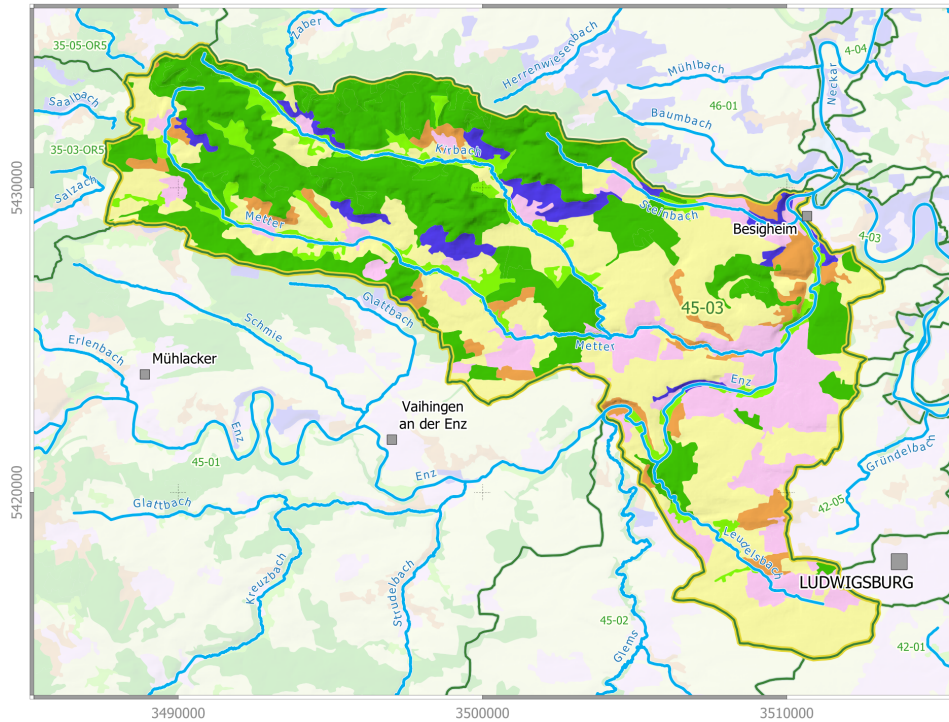 35-05-OR5
Zaber
Herrenwiesenbach
Mühlbach
4-04
Neckar
Saalbach
46-01
Baumbach
35-03-OR5
Kirbach
Salzach
5430000
Metter
Steinbach
Besigheim
4-03
Glattbach
45-03
Schmie
Erlenbach
Mühlacker
Metter
Enz
Vaihingen
an der Enz
Enz
45-01
Enz
Gründelbach
5420000
Glattbach
42-05
Leudelsbach
Kreuzbach
Strudelbach
LUDWIGSBURG
45-02
Glems
42-01
3490000
3500000
3510000